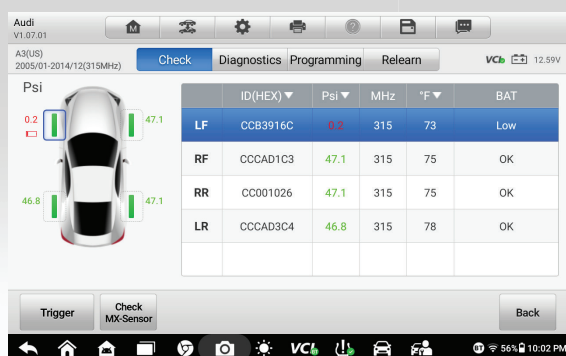 Audi
V1.07.01
A3(US)
2005/01-2014/12(315MHz)
Check Diagnostics Programming Relearn
VCI 12.59V
Psi
0.2 47.1
46.8 47.1
ID(HEX)▼ Psi▼ MHz °F▼ BAT
LF CCB3916C 0.2 315 73 Low
RF CCCAD1C3 47.1 315 75 OK
RR CC001026 47.1 315 75 OK
LR CCCAD3C4 46.8 315 78 OK
Trigger
Check
MX-Sensor
Back
VCI 56% 10:02 PM